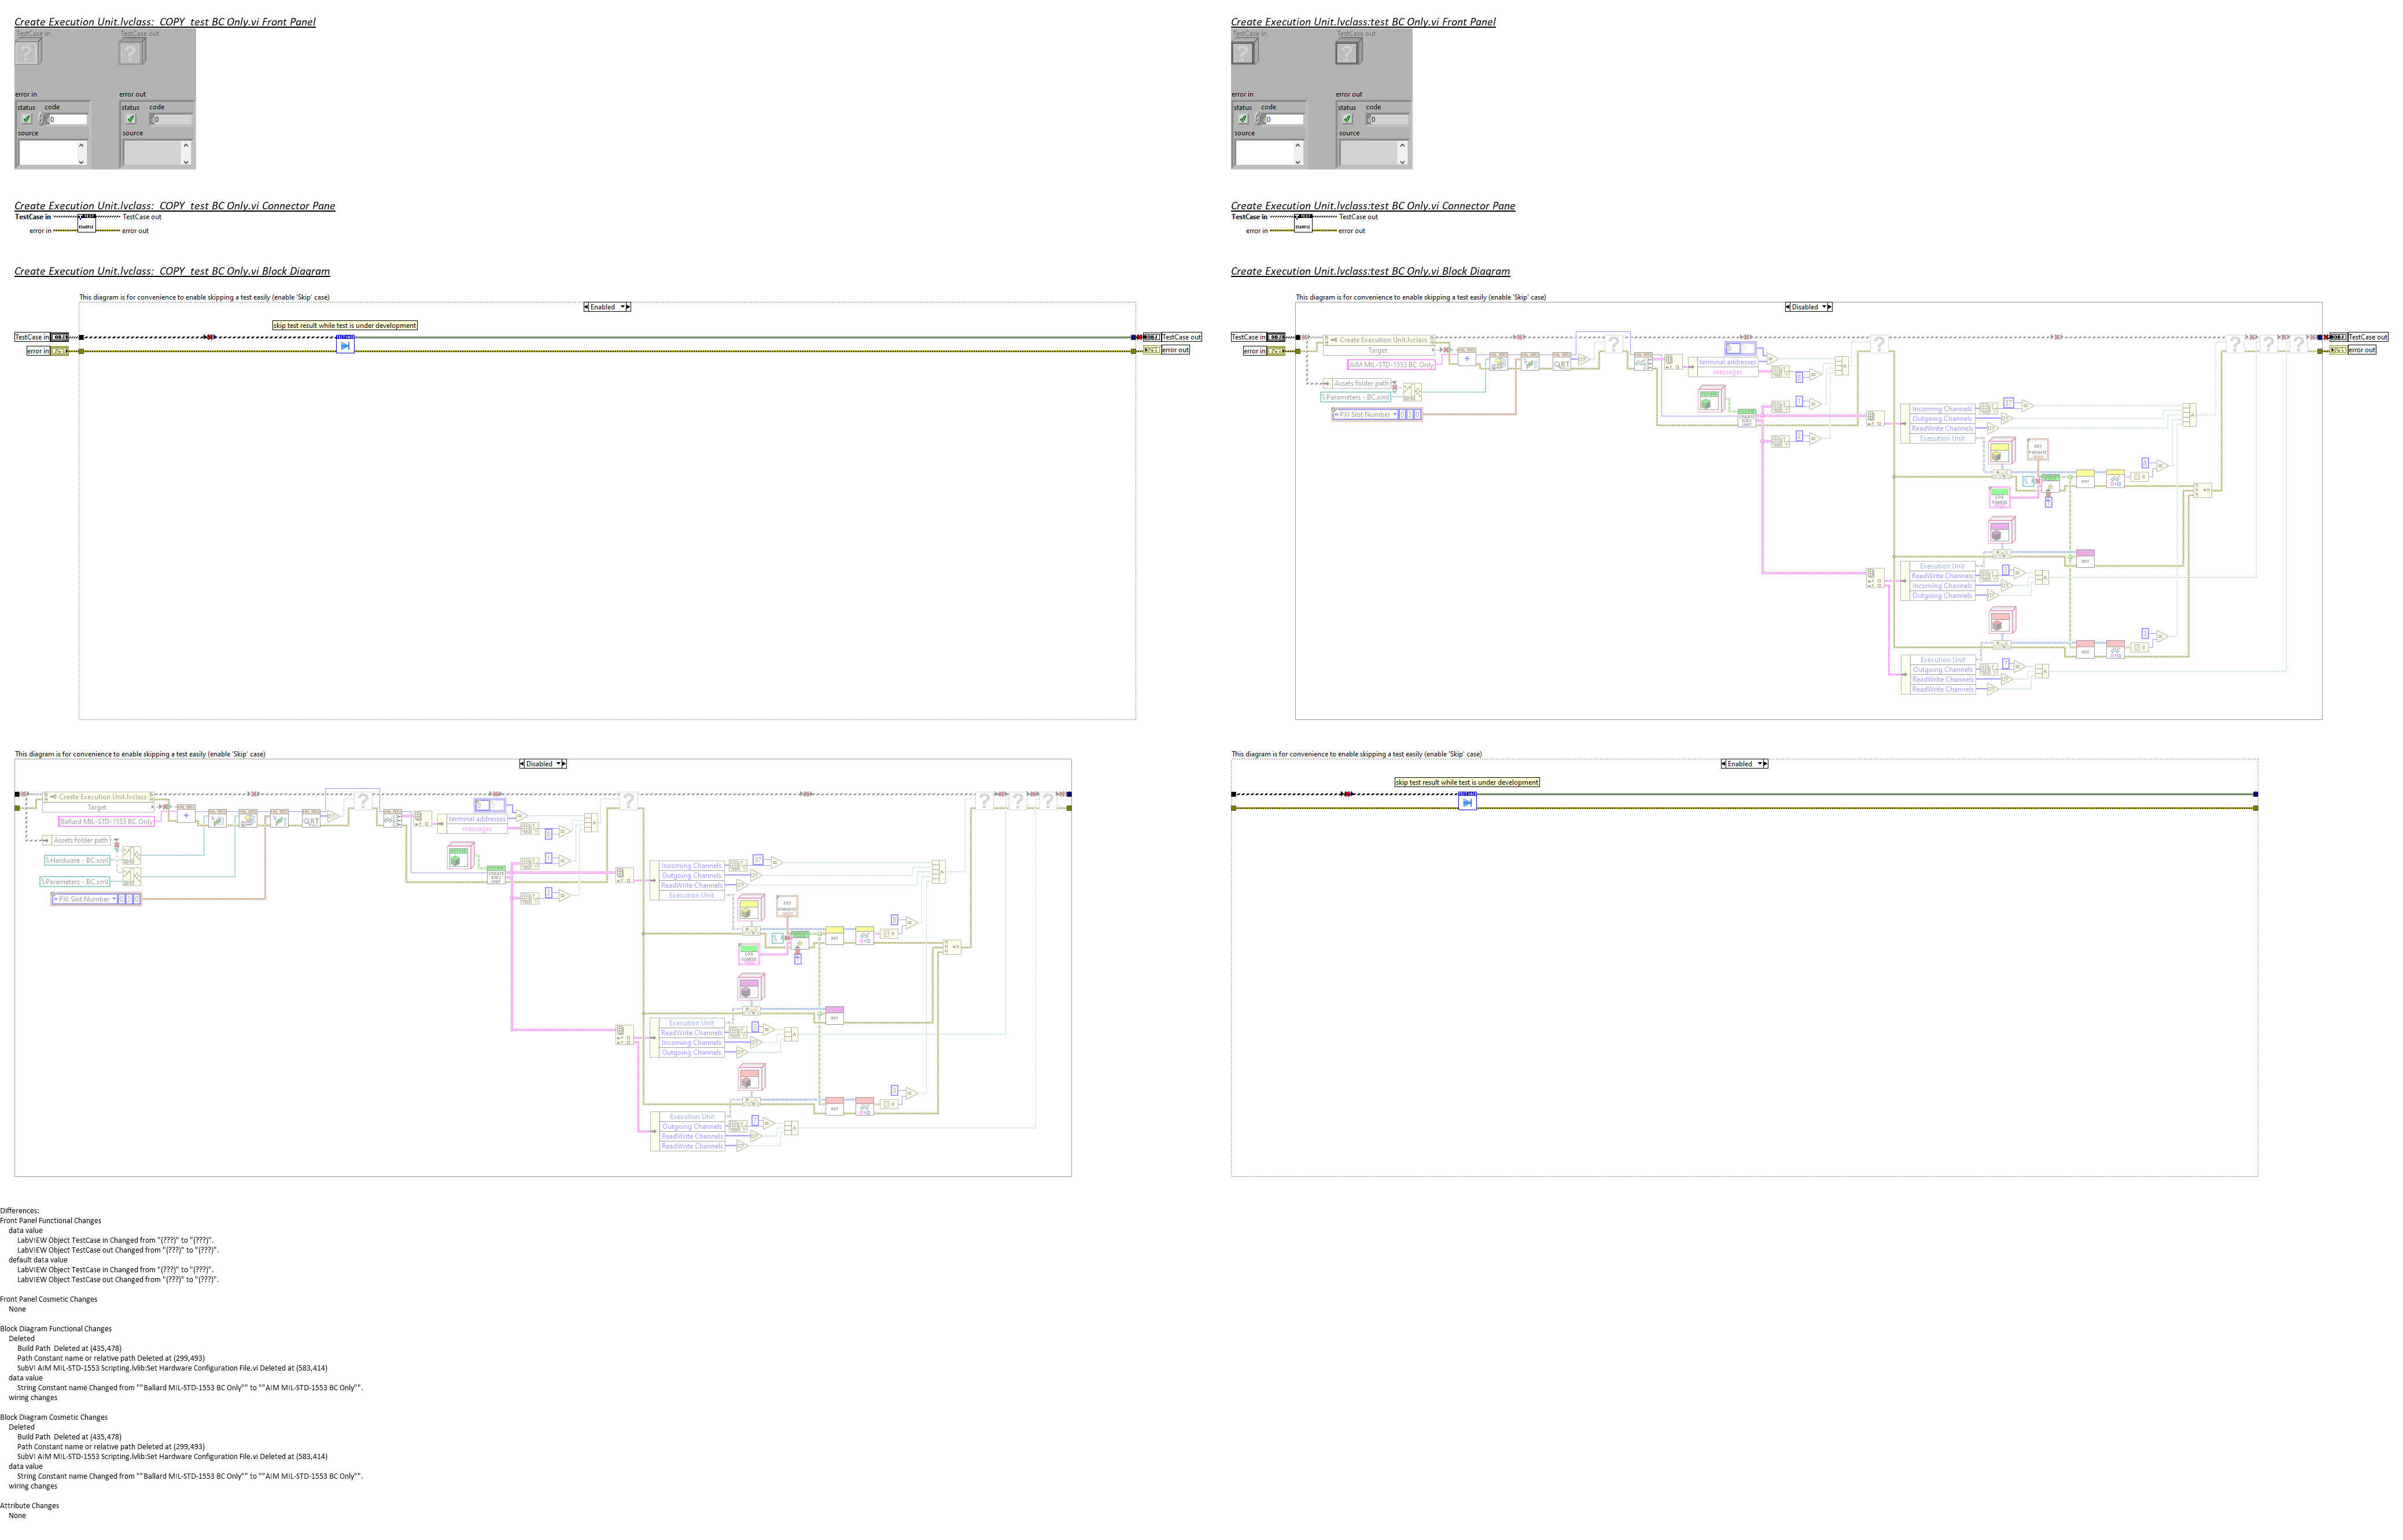 Create Execution Unit.lvclass:_COPY_test BC Only.vi Front Panel
TestCase in TestCase out
error in error out
status code status code
0 0
source source
Create Execution Unit.lvclass:_COPY_test BC Only.vi Connector Pane
TestCase in TestCase out
error in error out
Create Execution Unit.lvclass:_COPY_test BC Only.vi Block Diagram
This diagram is for convenience to enable skipping a test easily (enable 'Skip' case)
Enabled
skip test result while test is under development
TestCase in TestCase out
error in error out
This diagram is for convenience to enable skipping a test easily (enable 'Skip' case)
Disabled
Create Execution Unit.lvclass
Target
Ballard MIL-STD-1553 BC Only
Assets folder path
Hardware - BC.xml
Parameters - BC.xml
PXI Slot Number 0 3 0
terminal addresses
messages
Incoming Channels 37
Outgoing Channels
ReadWrite Channels
Execution Unit
Execution Unit
ReadWrite Channels
Incoming Channels
Outgoing Channels
Execution Unit
Outgoing Channels
ReadWrite Channels
ReadWrite Channels
Create Execution Unit.lvclass:test BC Only.vi Front Panel
TestCase in TestCase out
error in error out
status code status code
0 0
source source
Create Execution Unit.lvclass:test BC Only.vi Connector Pane
TestCase in TestCase out
error in error out
Create Execution Unit.lvclass:test BC Only.vi Block Diagram
This diagram is for convenience to enable skipping a test easily (enable 'Skip' case)
Disabled
TestCase in TestCase out
error in error out
Create Execution Unit.lvclass
Target
AIM MIL-STD-1553 BC Only
Assets folder path
Parameters - BC.xml
PXI Slot Number 0 3 0
terminal addresses
messages
Incoming Channels 37
Outgoing Channels
ReadWrite Channels
Execution Unit
Execution Unit
ReadWrite Channels
Incoming Channels
Outgoing Channels
Execution Unit
Outgoing Channels
ReadWrite Channels
ReadWrite Channels
This diagram is for convenience to enable skipping a test easily (enable 'Skip' case)
Enabled
skip test result while test is under development
Differences:
Front Panel Functional Changes
data value
LabVIEW Object TestCase in Changed from "(???)" to "(???)".
LabVIEW Object TestCase out Changed from "(???)" to "(???)".
default data value
LabVIEW Object TestCase in Changed from "(???)" to "(???)".
LabVIEW Object TestCase out Changed from "(???)" to "(???)".
Front Panel Cosmetic Changes
None
Block Diagram Functional Changes
Deleted
Build Path  Deleted at (435,478)
Path Constant name or relative path Deleted at (299,493)
SubVI AIM MIL-STD-1553 Scripting.lvlib:Set Hardware Configuration File.vi Deleted at (583,414)
data value
String Constant name Changed from ""Ballard MIL-STD-1553 BC Only"" to ""AIM MIL-STD-1553 BC Only"".
wiring changes
Block Diagram Cosmetic Changes
Deleted
Build Path  Deleted at (435,478)
Path Constant name or relative path Deleted at (299,493)
SubVI AIM MIL-STD-1553 Scripting.lvlib:Set Hardware Configuration File.vi Deleted at (583,414)
data value
String Constant name Changed from ""Ballard MIL-STD-1553 BC Only"" to ""AIM MIL-STD-1553 BC Only"".
wiring changes
Attribute Changes
None